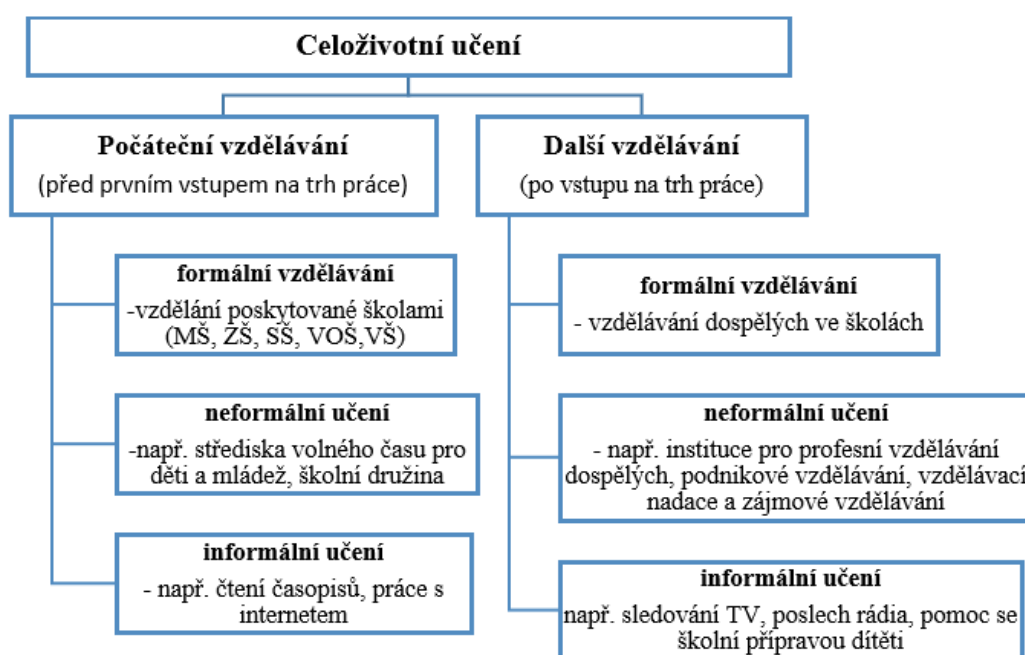 Celoživotní učení
Počáteční vzdělávání
(před prvním vstupem na trh práce)
formální vzdělávání
-vzdělání poskytované školami
(MŠ, ZŠ, SŠ, VOŠ,VŠ)
neformální učení
-např. střediska volného času pro
děti a mládež, školní družina
informální učení
- např. čtení časopisů, práce s
internetem
Další vzdělávání
(po vstupu na trh práce)
formální vzdělávání
- vzdělávání dospělých ve školách
neformální učení
- např. instituce pro profesní vzdělávání
dospělých, podnikové vzdělávání, vzdělávací
nadace a zájmové vzdělávání
informální učení
např. sledování TV, poslech rádia, pomoc se
školní přípravou dítěti